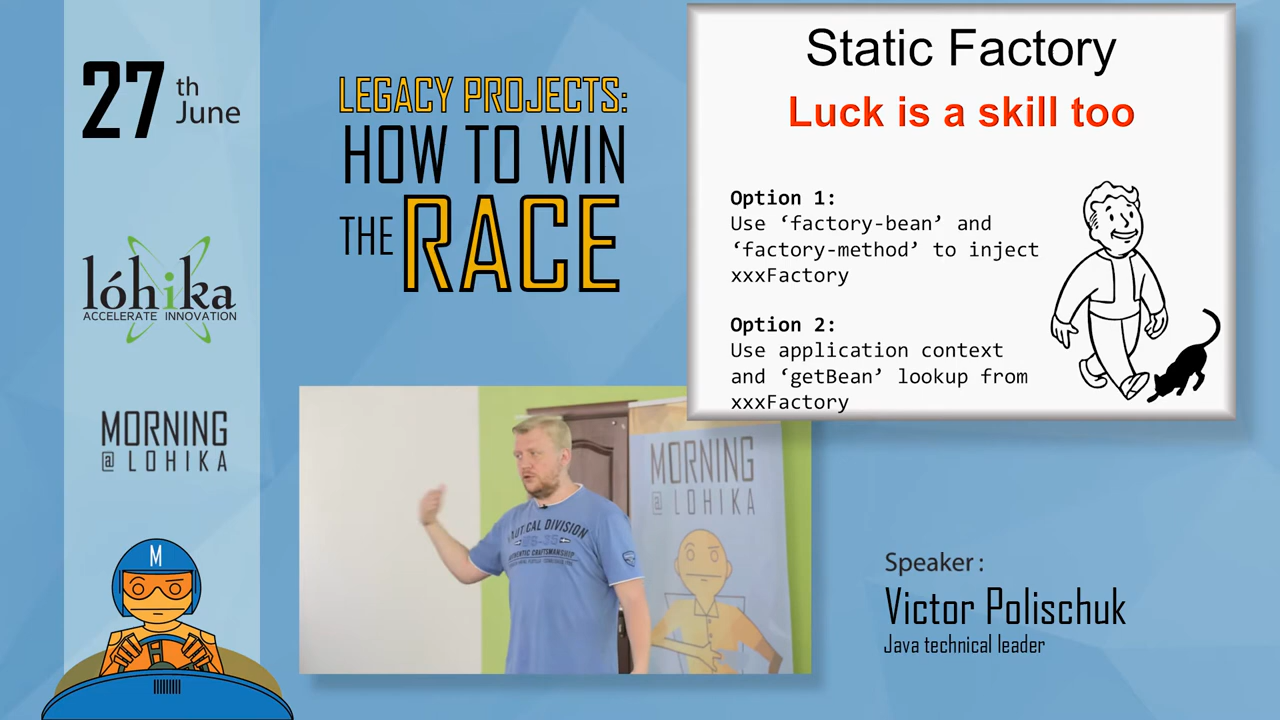 27
th
June
lóhika
ACCELERATE INNOVATION
MORNING
@ LOHIKA
M
LEGACY PROJECTS:
HOW TO WIN
THE RACE
Static Factory
Luck is a skill too
Option 1:
Use ‘factory-bean’ and
‘factory-method’ to inject
xxxFactory
Option 2:
Use application context
and ‘getBean’ lookup from
xxxFactory
MORNING
@ LOHIKA
DIVISION
Speaker :
Victor Polischuk
Java technical leader